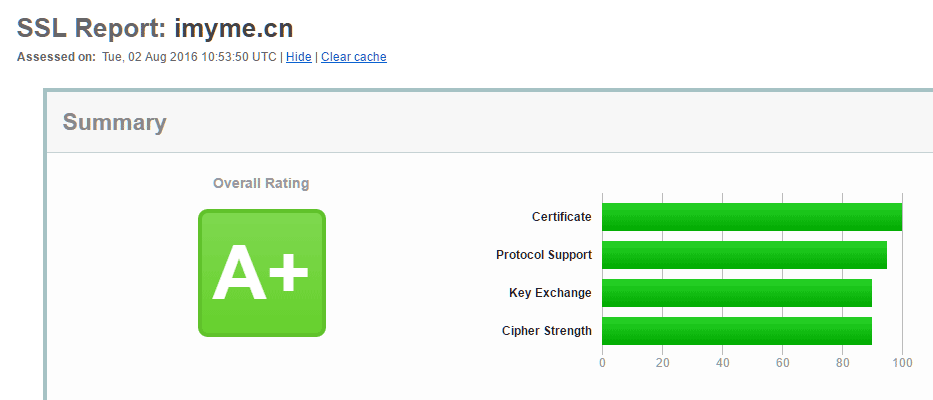 SSL Report: imyme.cn
Assessed on: Tue, 02 Aug 2016 10:53:50 UTC | Hide | Clear cache
Summary
Overall Rating
A+
Certificate
Protocol Support
Key Exchange
Cipher Strength
0 20 40 60 80 100